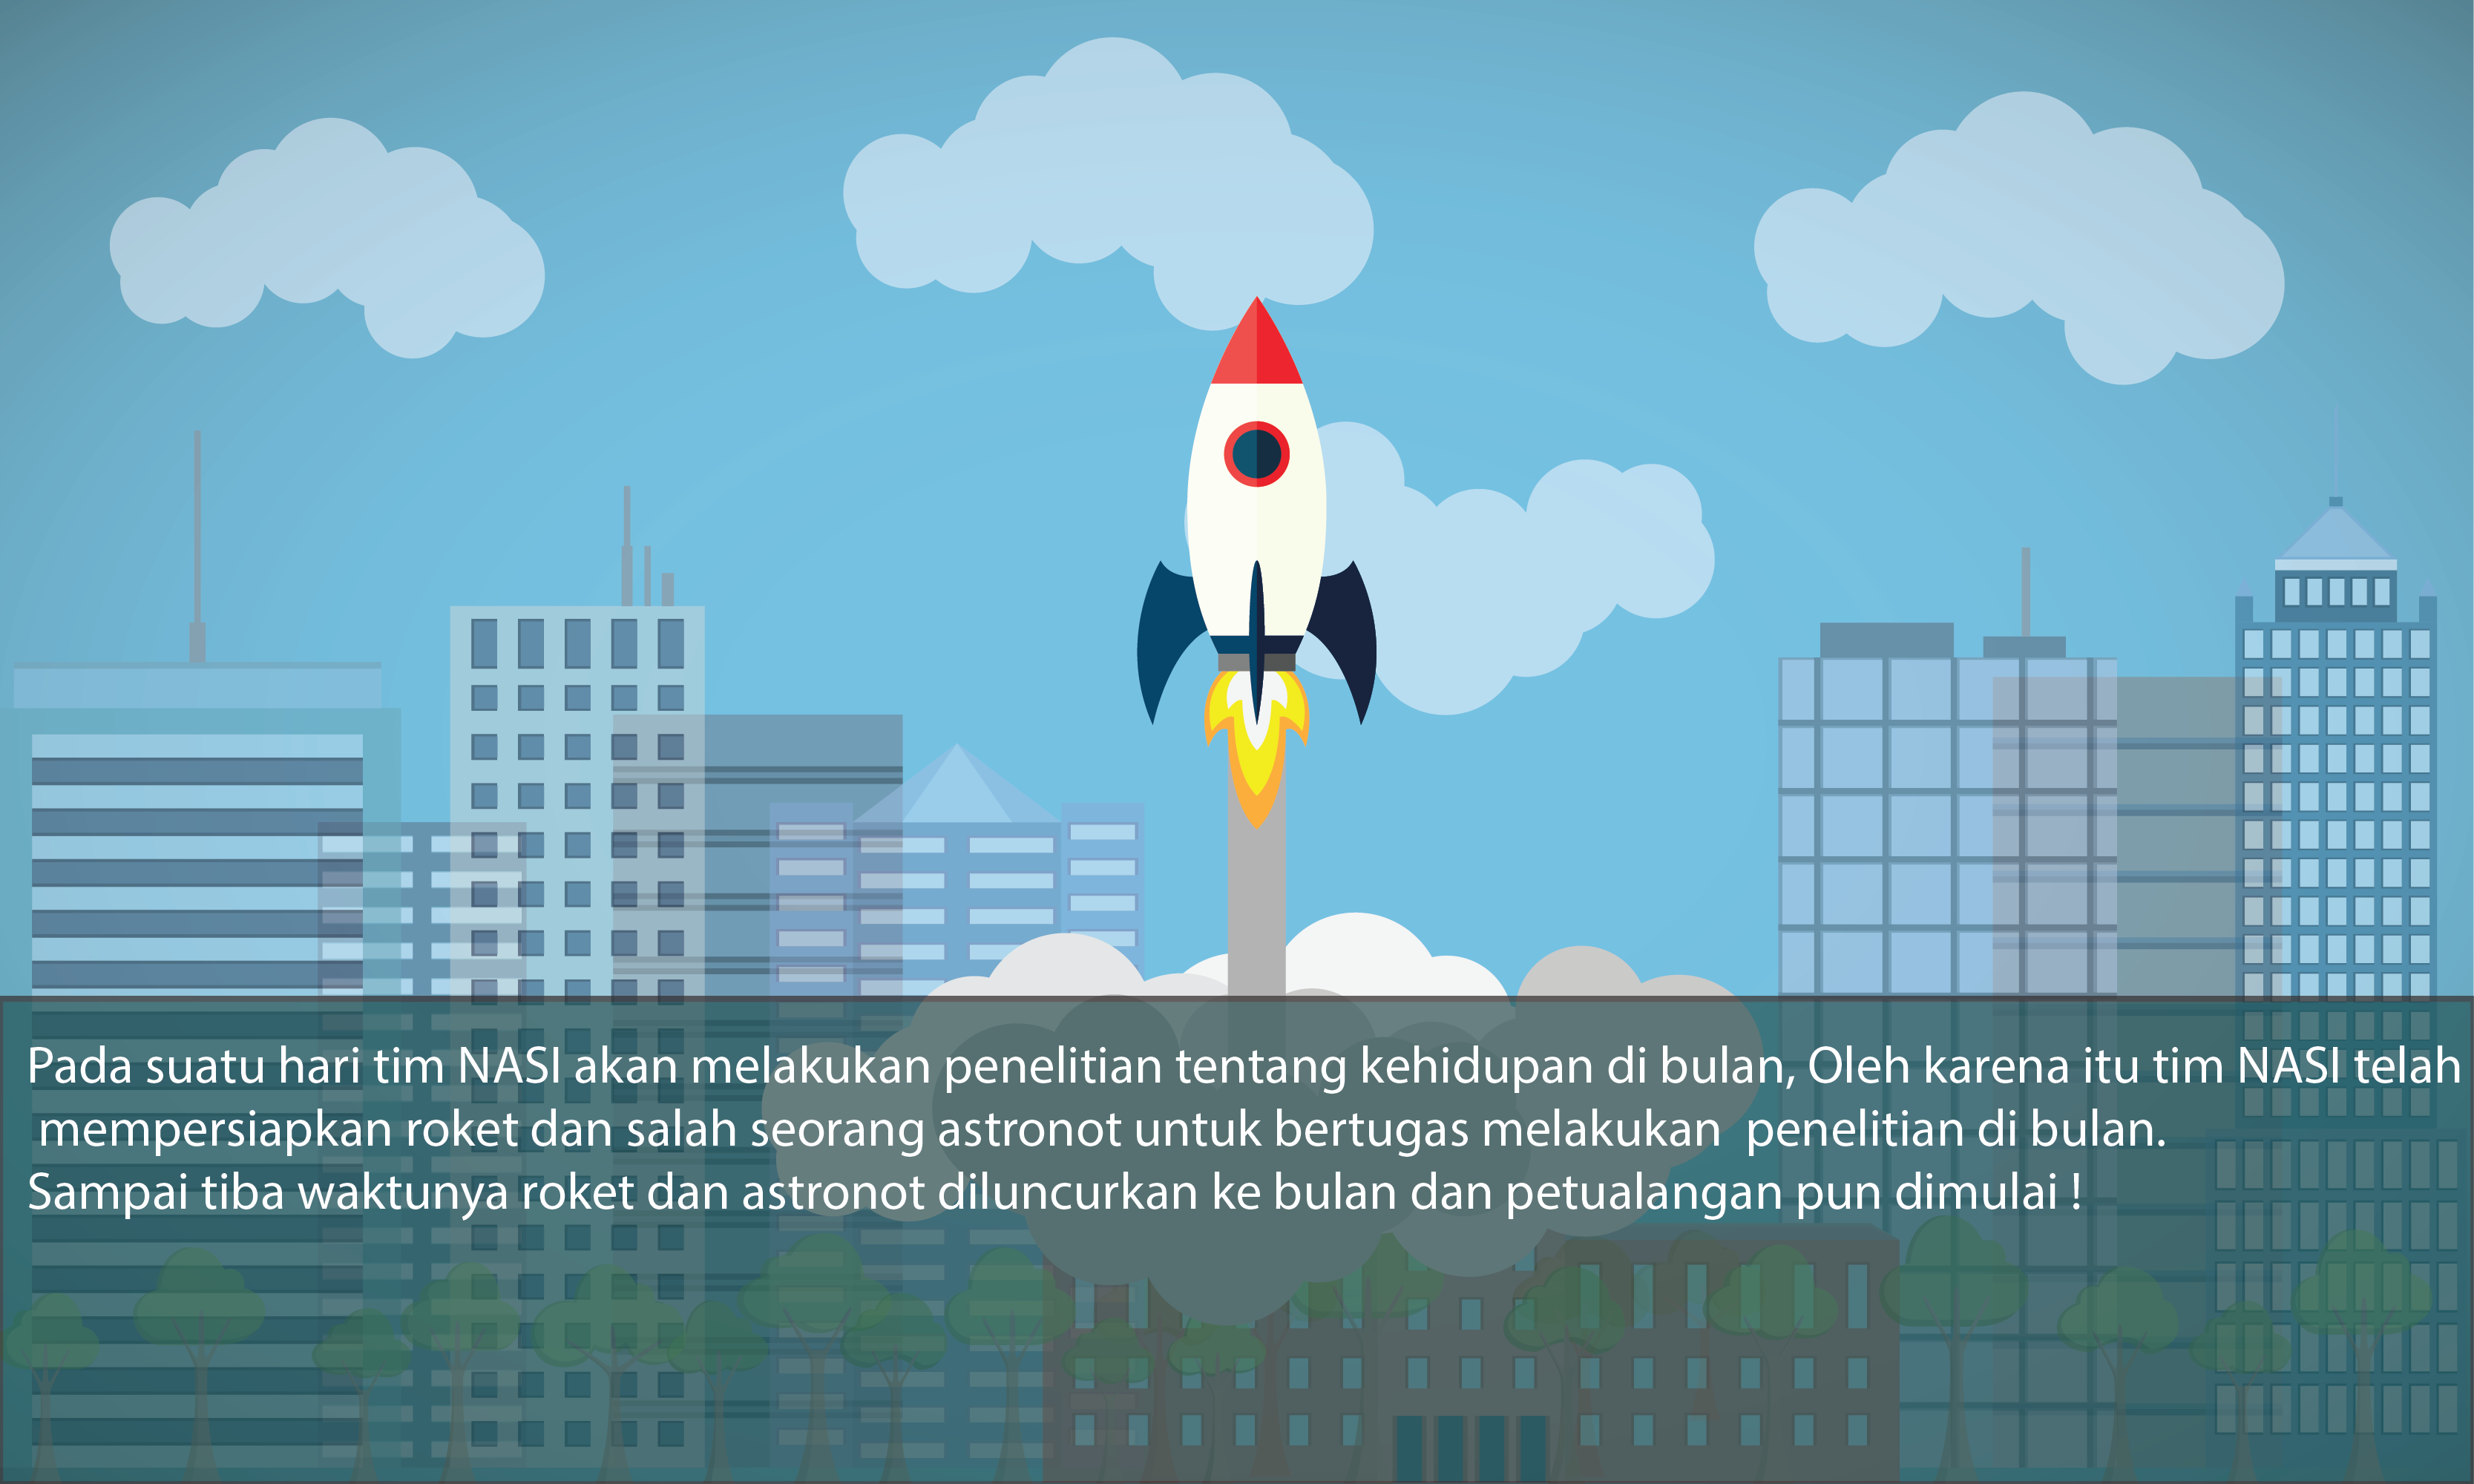 Pada suatu hari tim NASI akan melakukan penelitian tentang kehidupan di bulan, Oleh karena itu tim NASI telah
mempersiapkan roket dan salah seorang astronot untuk bertugas melakukan  penelitian di bulan.
Sampai tiba waktunya roket dan astronot diluncurkan ke bulan dan petualangan pun dimulai !